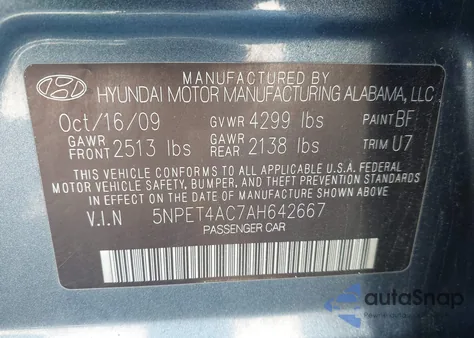 MANUFACTURED BY
HYUNDAI MOTOR MANUFACTURING ALABAMA, LLC
Oct/16/09 GVWR 4299 lbs PAINT BF
GAWR FRONT 2513 lbs GAWR REAR 2138 lbs TRIM U7
THIS VEHICLE CONFORMS TO ALL APPLICABLE U.S.A. FEDERAL
MOTOR VEHICLE SAFETY, BUMPER, AND THEFT PREVENTION
STANDARDS IN EFFECT ON THE DATE OF MANUFACTURE SHOWN ABOVE.
V.I.N 5NPET4AC7AH642667
PASSENGER CAR
autoSnap